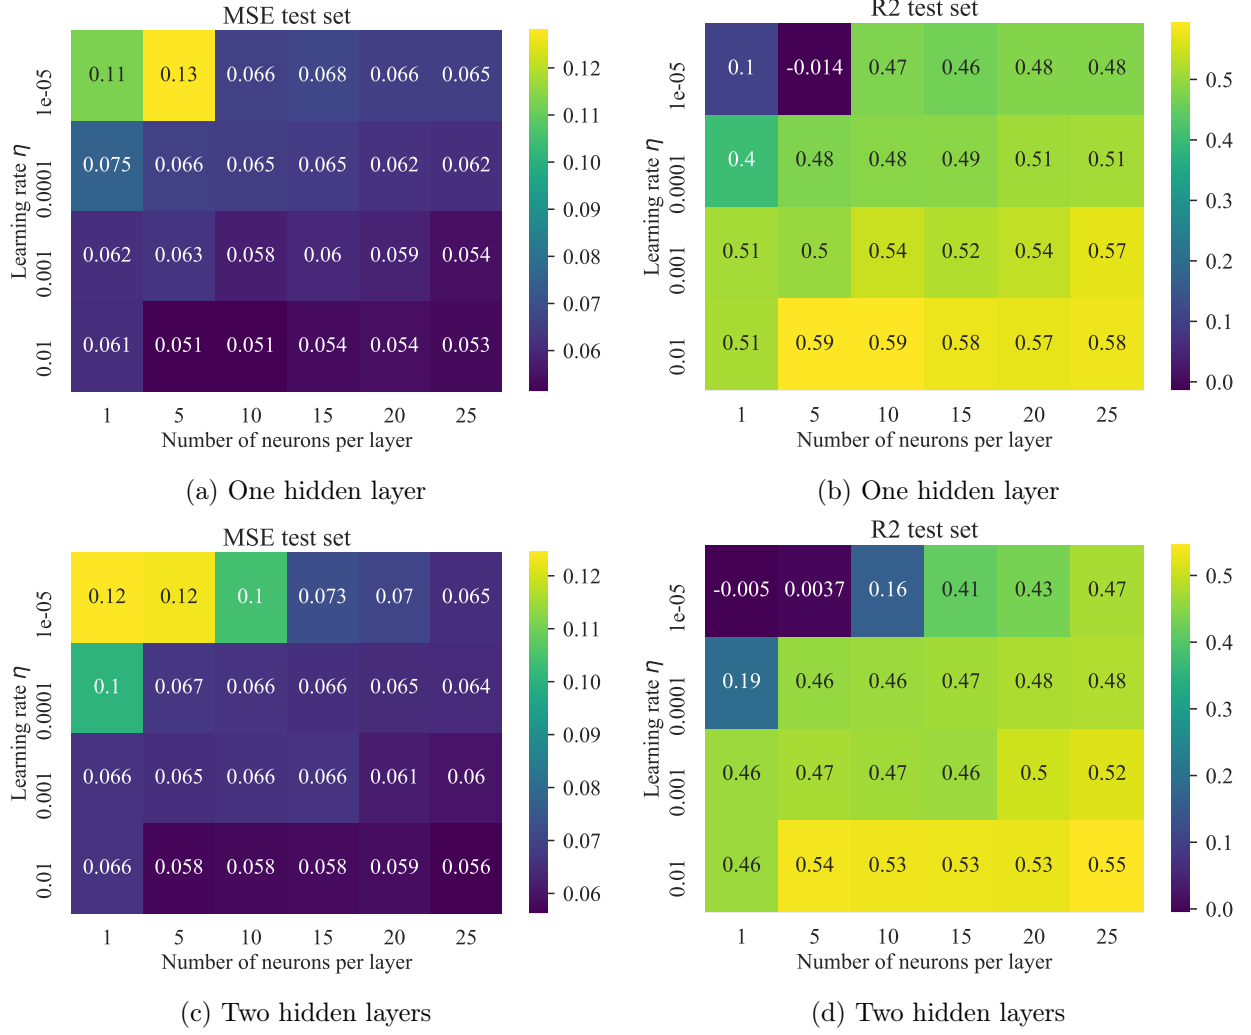 MSE test set
Learning rate η
1e-05 0.11 0.13 0.066 0.068 0.066 0.065
0.0001 0.075 0.066 0.065 0.065 0.062 0.062
0.001 0.062 0.063 0.058 0.06 0.059 0.054
0.01 0.061 0.051 0.051 0.054 0.054 0.053
1 5 10 15 20 25
Number of neurons per layer
0.12
0.11
0.10
0.09
0.08
0.07
0.06
(a) One hidden layer
R2 test set
Learning rate η
1e-05 0.1 -0.014 0.47 0.46 0.48 0.48
0.0001 0.4 0.48 0.48 0.49 0.51 0.51
0.001 0.51 0.5 0.54 0.52 0.54 0.57
0.01 0.51 0.59 0.59 0.58 0.57 0.58
1 5 10 15 20 25
Number of neurons per layer
0.5
0.4
0.3
0.2
0.1
0.0
(b) One hidden layer
MSE test set
Learning rate η
1e-05 0.12 0.12 0.1 0.073 0.07 0.065
0.0001 0.1 0.067 0.066 0.066 0.065 0.064
0.001 0.066 0.065 0.066 0.066 0.061 0.06
0.01 0.066 0.058 0.058 0.058 0.059 0.056
1 5 10 15 20 25
Number of neurons per layer
0.12
0.11
0.10
0.09
0.08
0.07
0.06
(c) Two hidden layers
R2 test set
Learning rate η
1e-05 -0.005 0.0037 0.16 0.41 0.43 0.47
0.0001 0.19 0.46 0.46 0.47 0.48 0.48
0.001 0.46 0.47 0.47 0.46 0.5 0.52
0.01 0.46 0.54 0.53 0.53 0.53 0.55
1 5 10 15 20 25
Number of neurons per layer
0.5
0.4
0.3
0.2
0.1
0.0
(d) Two hidden layers